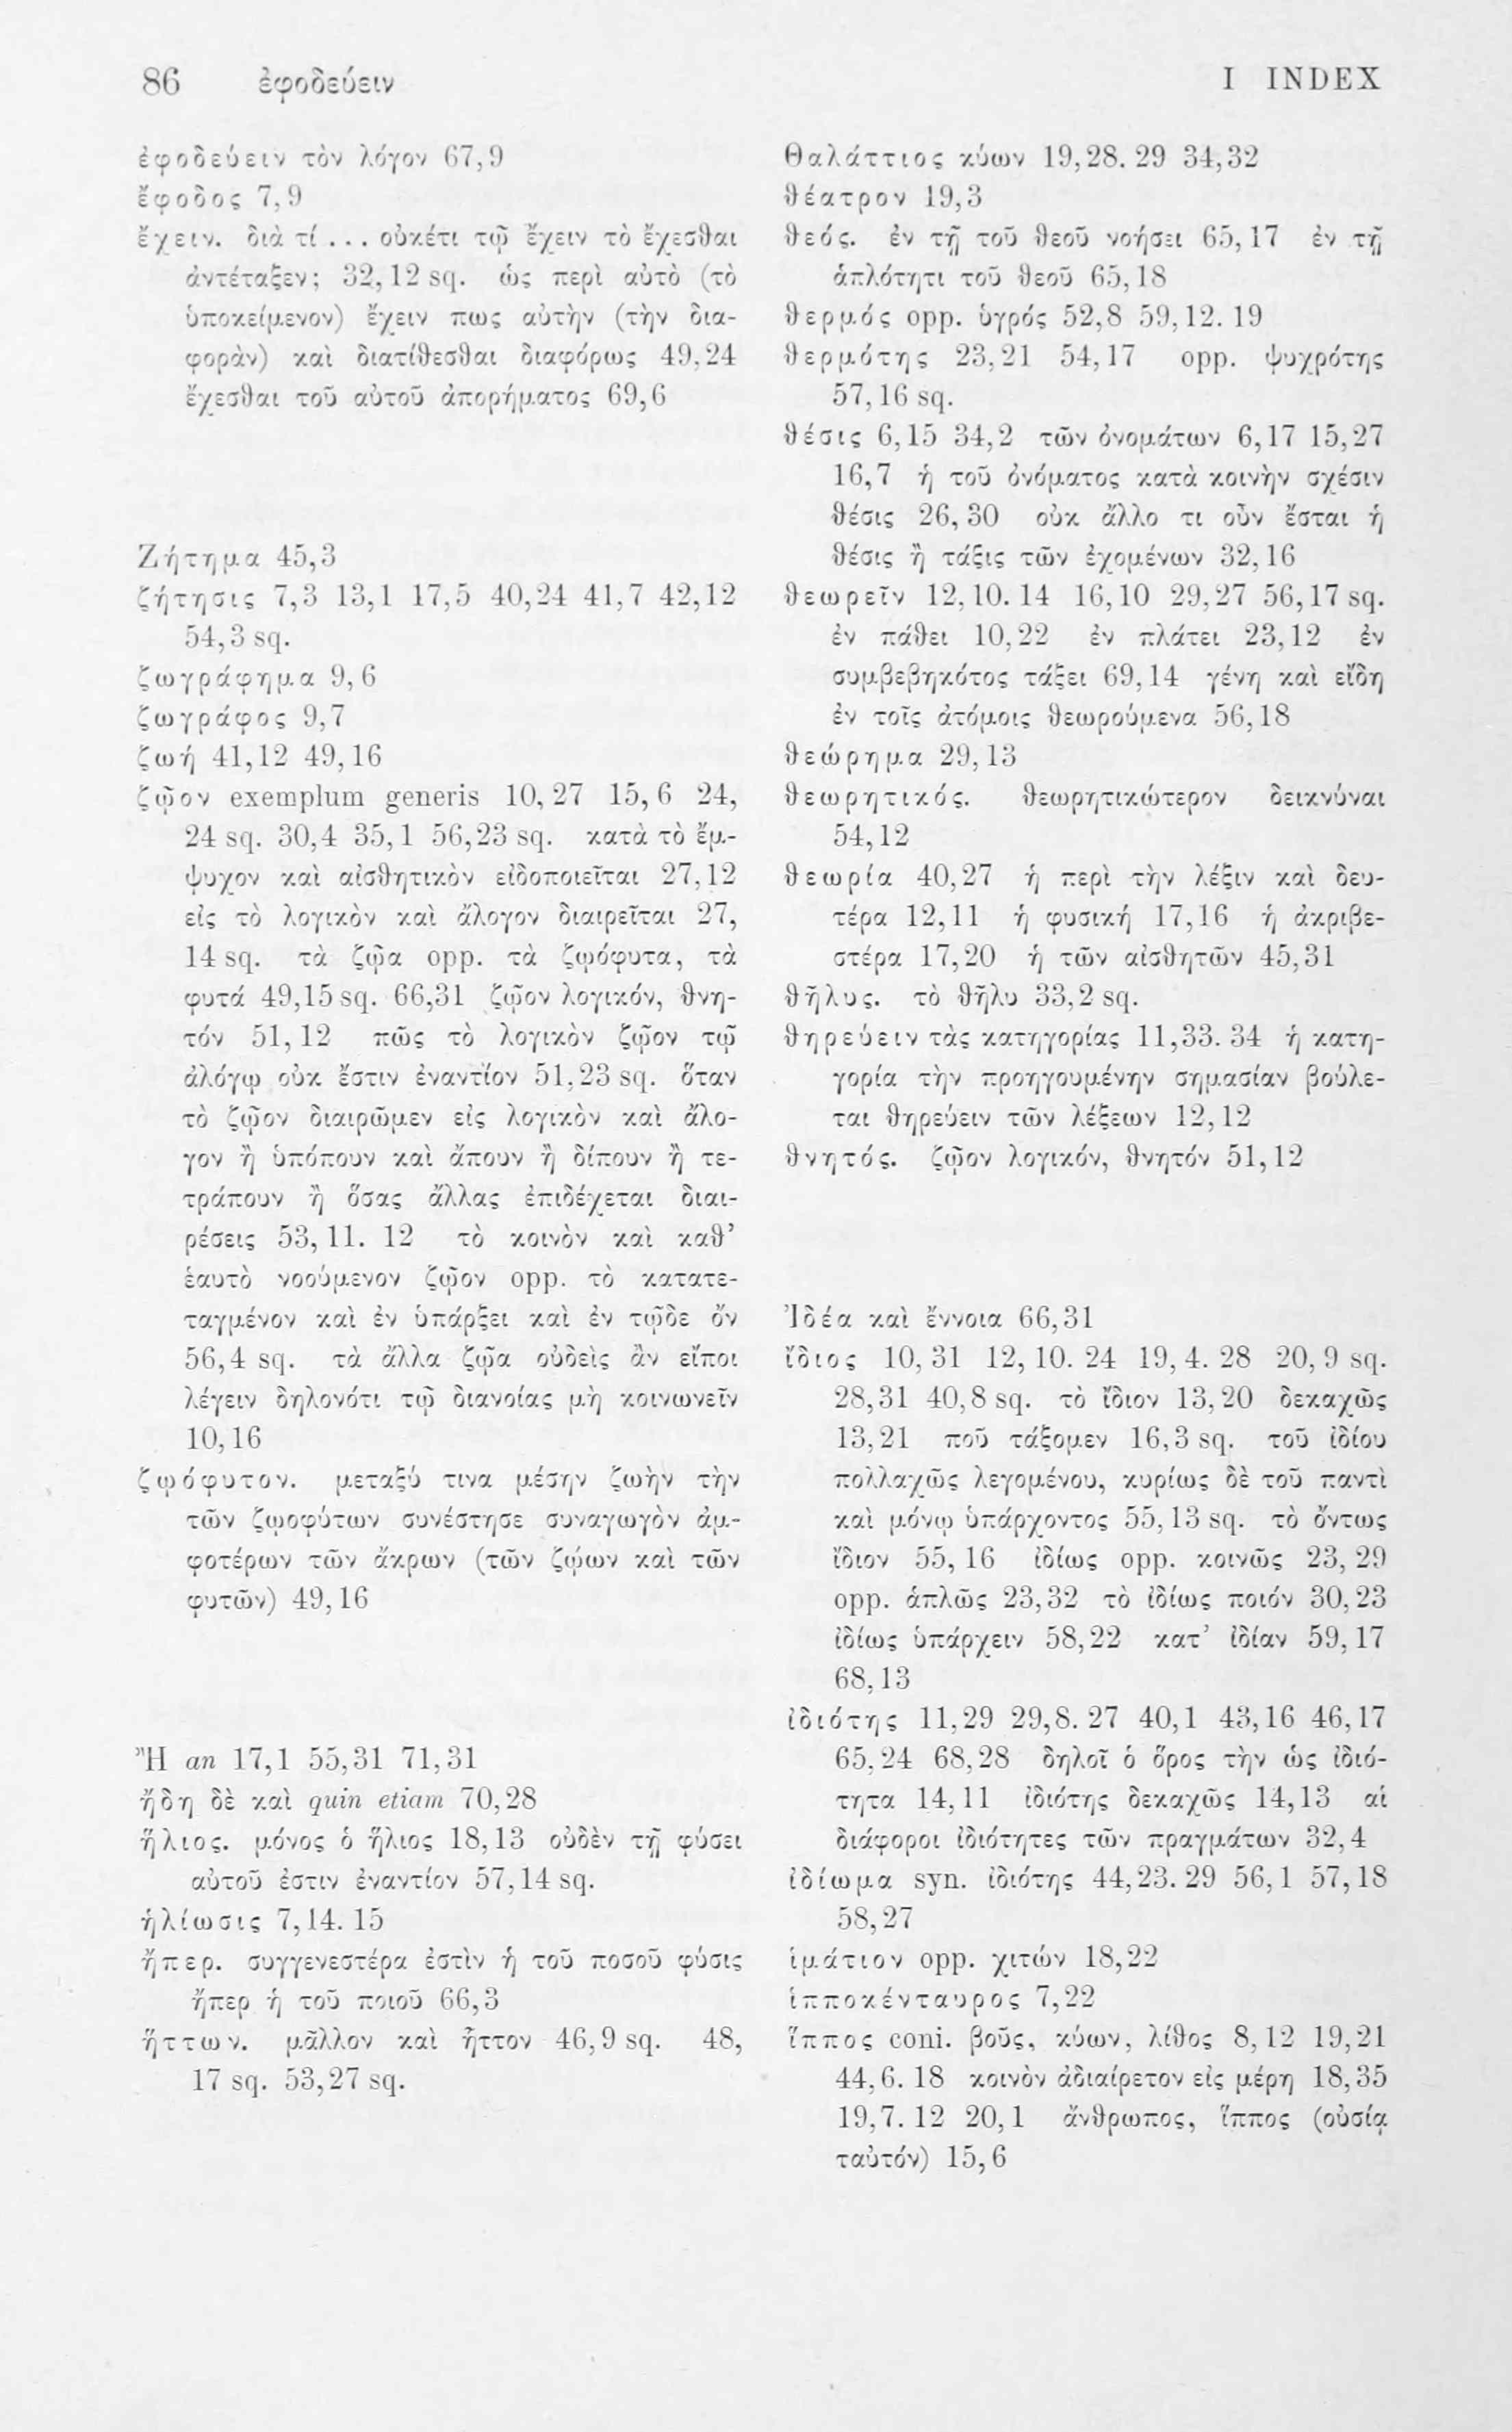 86 ἐφοδεύειν I INDEX
ἐφοδεύειν τὸν λόγον 67,9
ἔφοδος 7,9
ἔχειν. διὰ τί ... οὐκέτι τῷ ἔχειν τὸ ἔχεσθαι
ἀντέταξεν; 32,12 sq. ὡς περὶ αὐτὸ (τὸ
ὑποκείμενον) ἔχειν πως αὐτὴν (τὴν δια-
φορὰν) καὶ διατίθεσθαι διαφόρως 49,24
ἔχεσθαι τοῦ αὐτοῦ ἀπορήματος 69,6
Ζήτημα 45,3
ζήτησις 7,3 13,1 17,5 40,24 41,7 42,12
54,3 sq.
ζωγράφημα 9,6
ζωγράφος 9,7
ζωή 41,12 49,16
ζῷον exemplum generis 10,27 15,6 24,
24 sq. 30,4 35,1 56,23 sq. κατὰ τὸ ἔμ-
ψυχον καὶ αἰσθητικὸν εἰδοποιεῖται 27,12
εἰς τὸ λογικὸν καὶ ἄλογον διαιρεῖται 27,
14 sq. τὰ ζῷα opp. τὰ ζῳόφυτα, τὰ
φυτά 49,15 sq. 66,31 ζῷον λογικόν, θνη-
τόν 51,12 πῶς τὸ λογικὸν ζῷον τῷ
ἀλόγῳ οὐκ ἔστιν ἐναντίον 51,23 sq. ὅταν
τὸ ζῷον διαιρῶμεν εἰς λογικὸν καὶ ἄλο-
γον ἢ ὑπόπουν καὶ ἄπουν ἢ δίπουν ἢ τε-
τράπουν ἢ ὅσας ἄλλας ἐπιδέχεται διαι-
ρέσεις 53,11. 12 τὸ κοινὸν καὶ καθ’
ἑαυτὸ νοούμενον ζῷον opp. τὸ κατατε-
ταγμένον καὶ ἐν ὑπάρξει καὶ ἐν τῷδε ὄν
56,4 sq. τὰ ἄλλα ζῷα οὐδεὶς ἂν εἴποι
λέγειν δηλονότι τῷ διανοίας μὴ κοινωνεῖν
10,16
ζῳόφυτον. μεταξύ τινα μέσην ζωὴν τὴν
τῶν ζῳοφύτων συνέστησε συναγωγὸν ἀμ-
φοτέρων τῶν ἄκρων (τῶν ζῴων καὶ τῶν
φυτῶν) 49,16
Ἢ an 17,1 55,31 71,31
ἤδη δὲ καὶ quin etiam 70,28
ἥλιος. μόνος ὁ ἥλιος 18,13 οὐδὲν τῇ φύσει
αὐτοῦ ἐστιν ἐναντίον 57,14 sq.
ἡλίωσις 7,14. 15
ἤπερ. συγγενεστέρα ἐστὶν ἡ τοῦ ποσοῦ φύσις
ἤπερ ἡ τοῦ ποιοῦ 66,3
ἥττων. μᾶλλον καὶ ἧττον 46,9 sq. 48,
17 sq. 53,27 sq.
Θαλάττιος κύων 19,28. 29 34,32
θέατρον 19,3
θεός. ἐν τῇ τοῦ θεοῦ νοήσει 65,17 ἐν τῇ
ἁπλότητι τοῦ θεοῦ 65,18
θερμός opp. ὑγρός 52,8 59,12. 19
θερμότης 23,21 54,17 opp. ψυχρότης
57,16 sq.
θέσις 6,15 34,2 τῶν ὀνομάτων 6,17 15,27
16,7 ἡ τοῦ ὀνόματος κατὰ κοινὴν σχέσιν
θέσις 26,30 οὐκ ἄλλο τι οὖν ἔσται ἡ
θέσις ἢ τάξις τῶν ἐχομένων 32,16
θεωρεῖν 12,10. 14 16,10 29,27 56,17 sq.
ἐν πάθει 10,22 ἐν πλάτει 23,12 ἐν
συμβεβηκότος τάξει 69,14 γένη καὶ εἴδη
ἐν τοῖς ἀτόμοις θεωρούμενα 56,18
θεώρημα 29,13
θεωρητικός. θεωρητικώτερον δεικνύναι
54,12
θεωρία 40,27 ἡ περὶ τὴν λέξιν καὶ δευ-
τέρα 12,11 ἡ φυσική 17,16 ἡ ἀκριβε-
στέρα 17,20 ἡ τῶν αἰσθητῶν 45,31
θῆλυς. τὸ θῆλυ 33,2 sq.
θηρεύειν τὰς κατηγορίας 11,33. 34 ἡ κατη-
γορία τὴν προηγουμένην σημασίαν βούλε-
ται θηρεύειν τῶν λέξεων 12,12
θνητός. ζῷον λογικόν, θνητόν 51,12
Ἰδέα καὶ ἔννοια 66,31
ἴδιος 10,31 12,10. 24 19,4. 28 20,9 sq.
28,31 40,8 sq. τὸ ἴδιον 13,20 δεκαχῶς
13,21 ποῦ τάξομεν 16,3 sq. τοῦ ἰδίου
πολλαχῶς λεγομένου, κυρίως δὲ τοῦ παντὶ
καὶ μόνῳ ὑπάρχοντος 55,13 sq. τὸ ὄντως
ἴδιον 55,16 ἰδίως opp. κοινῶς 23,29
opp. ἁπλῶς 23,32 τὸ ἰδίως ποιόν 30,23
ἰδίως ὑπάρχειν 58,22 κατ’ ἰδίαν 59,17
68,13
ἰδιότης 11,29 29,8. 27 40,1 43,16 46,17
65,24 68,28 δηλοῖ ὁ ὅρος τὴν ὡς ἰδιό-
τητα 14,11 ἰδιότης δεκαχῶς 14,13 αἱ
διάφοροι ἰδιότητες τῶν πραγμάτων 32,4
ἰδίωμα syn. ἰδιότης 44,23. 29 56,1 57,18
58,27
ἱμάτιον opp. χιτών 18,22
ἱπποκένταυρος 7,22
ἵππος coni. βοῦς, κύων, λίθος 8,12 19,21
44,6. 18 κοινὸν ἀδιαίρετον εἰς μέρη 18,35
19,7. 12 20,1 ἄνθρωπος, ἵππος (οὐσίᾳ
ταὐτόν) 15,6